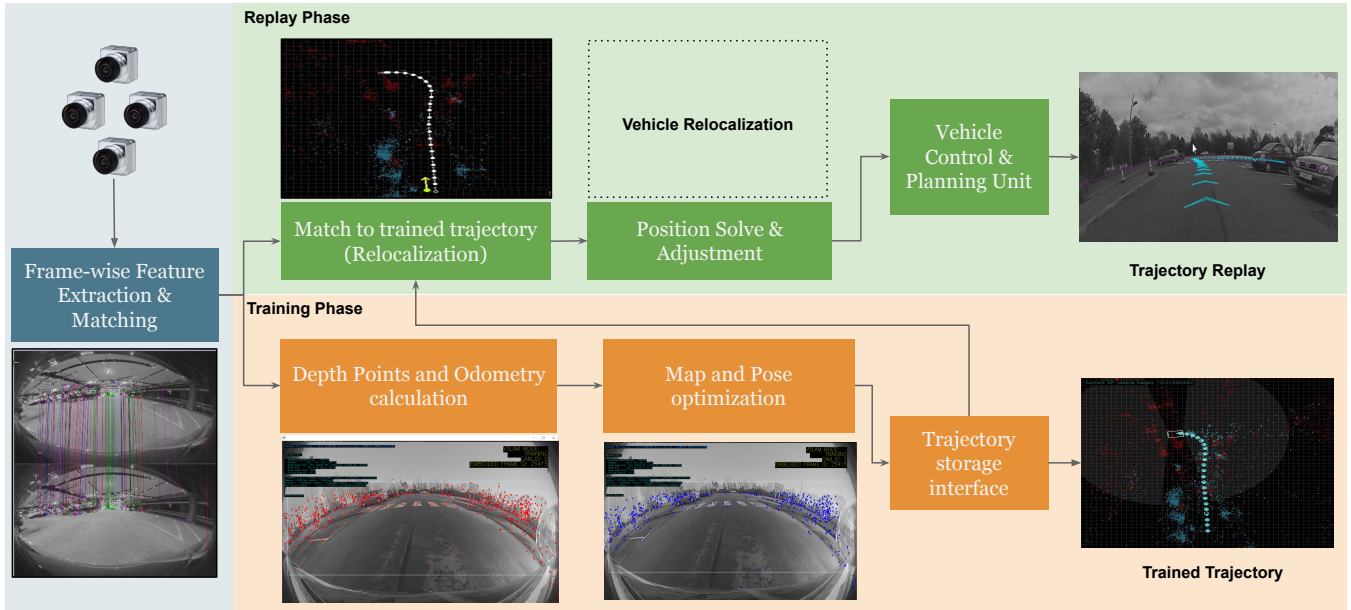 Replay Phase
Vehicle Relocalization
Vehicle
Control &
Planning Unit
Match to trained trajectory
(Relocalization)
Position Solve &
Adjustment
Trajectory Replay
Frame-wise Feature
Extraction &
Matching
Training Phase
Depth Points and Odometry
calculation
Map and Pose
optimization
Trajectory
storage
interface
Trained Trajectory